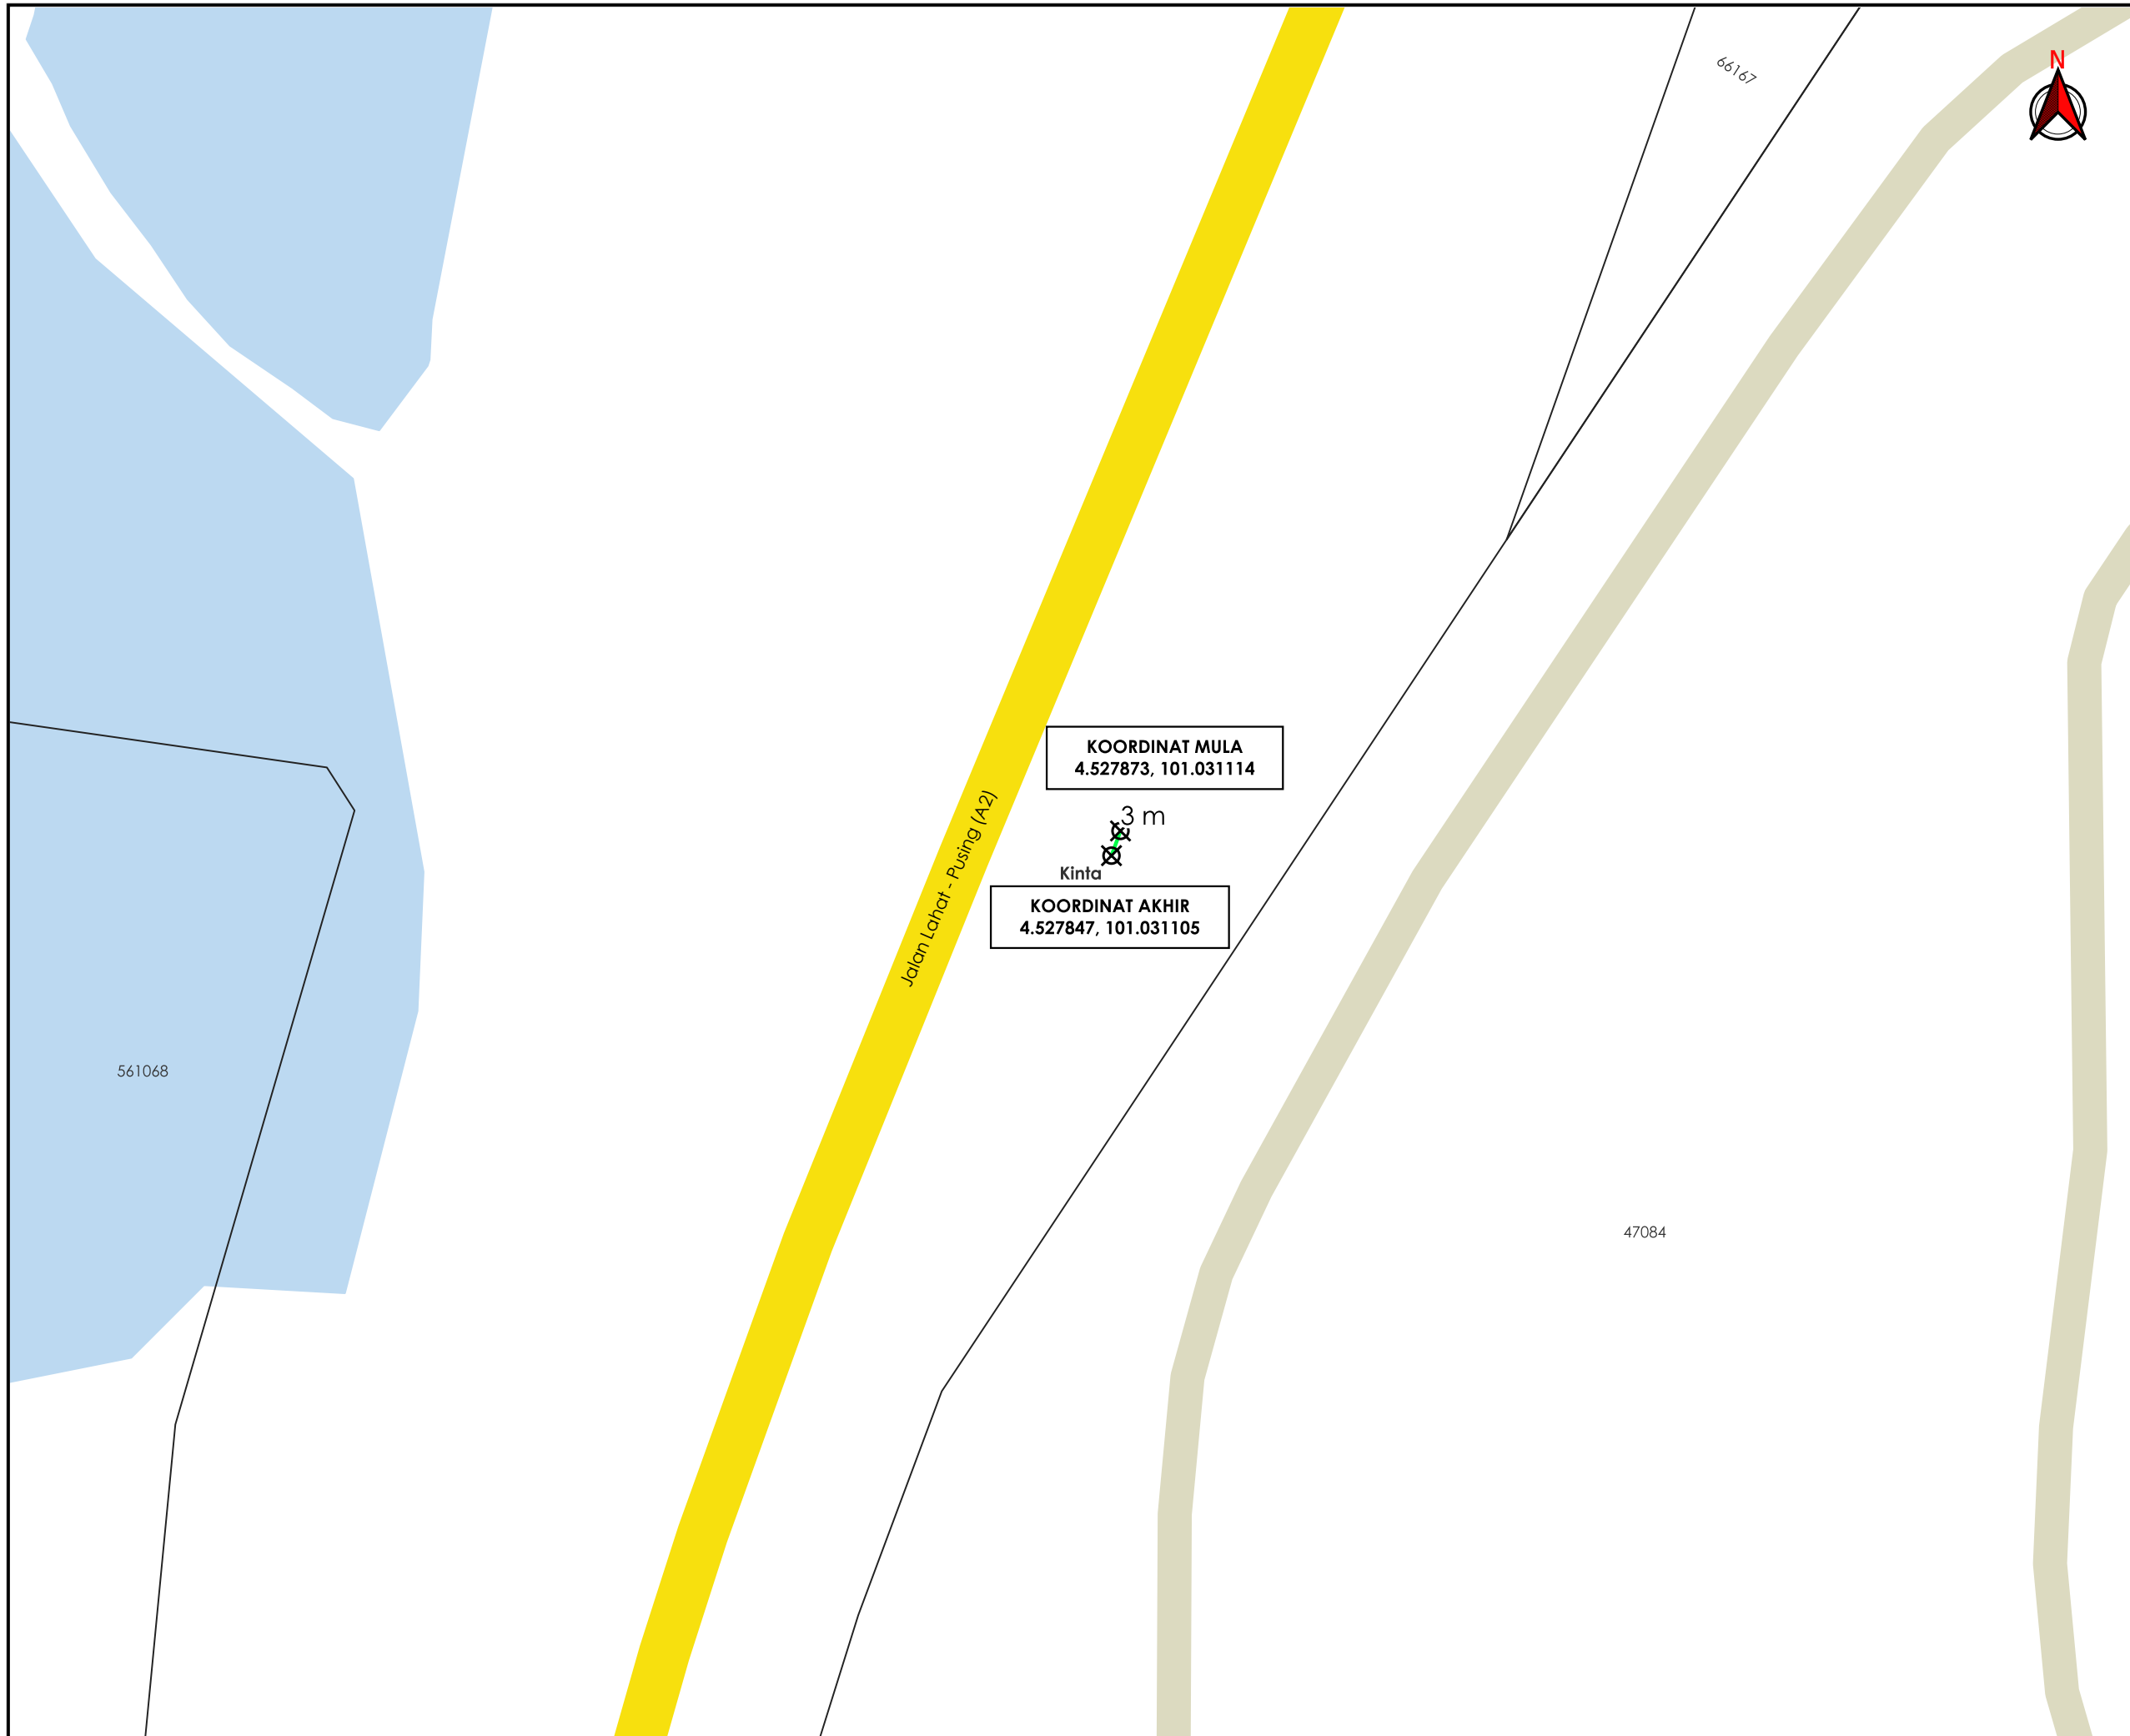 N
66167
KOORDINAT MULA
4.527873, 101.031114
3 m
Jalan Lahat - Pusing (A2)
Kinta
KOORDINAT AKHIR
4.527847, 101.031105
561068
47084